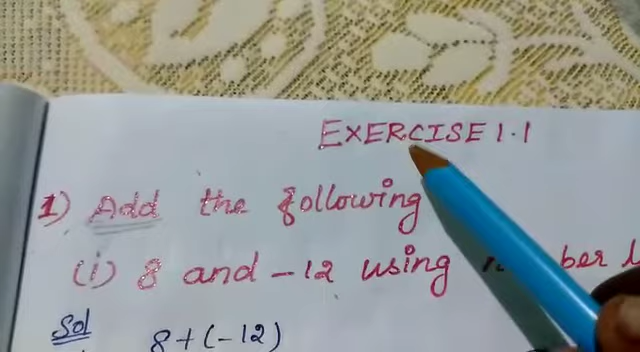 EXERCISE 1.1
1) Add the following
(i) 8 and -12 using
Sol
8+(-12)